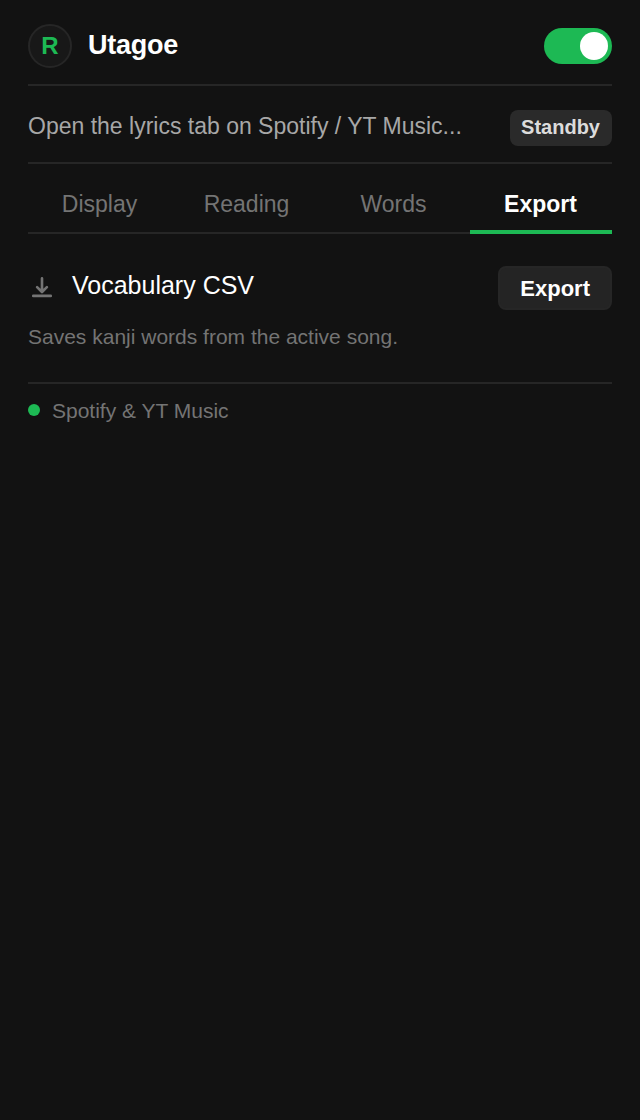 R Utagoe
Open the lyrics tab on Spotify / YT Music... Standby
Display Reading Words Export
Vocabulary CSV Export
Saves kanji words from the active song.
Spotify & YT Music